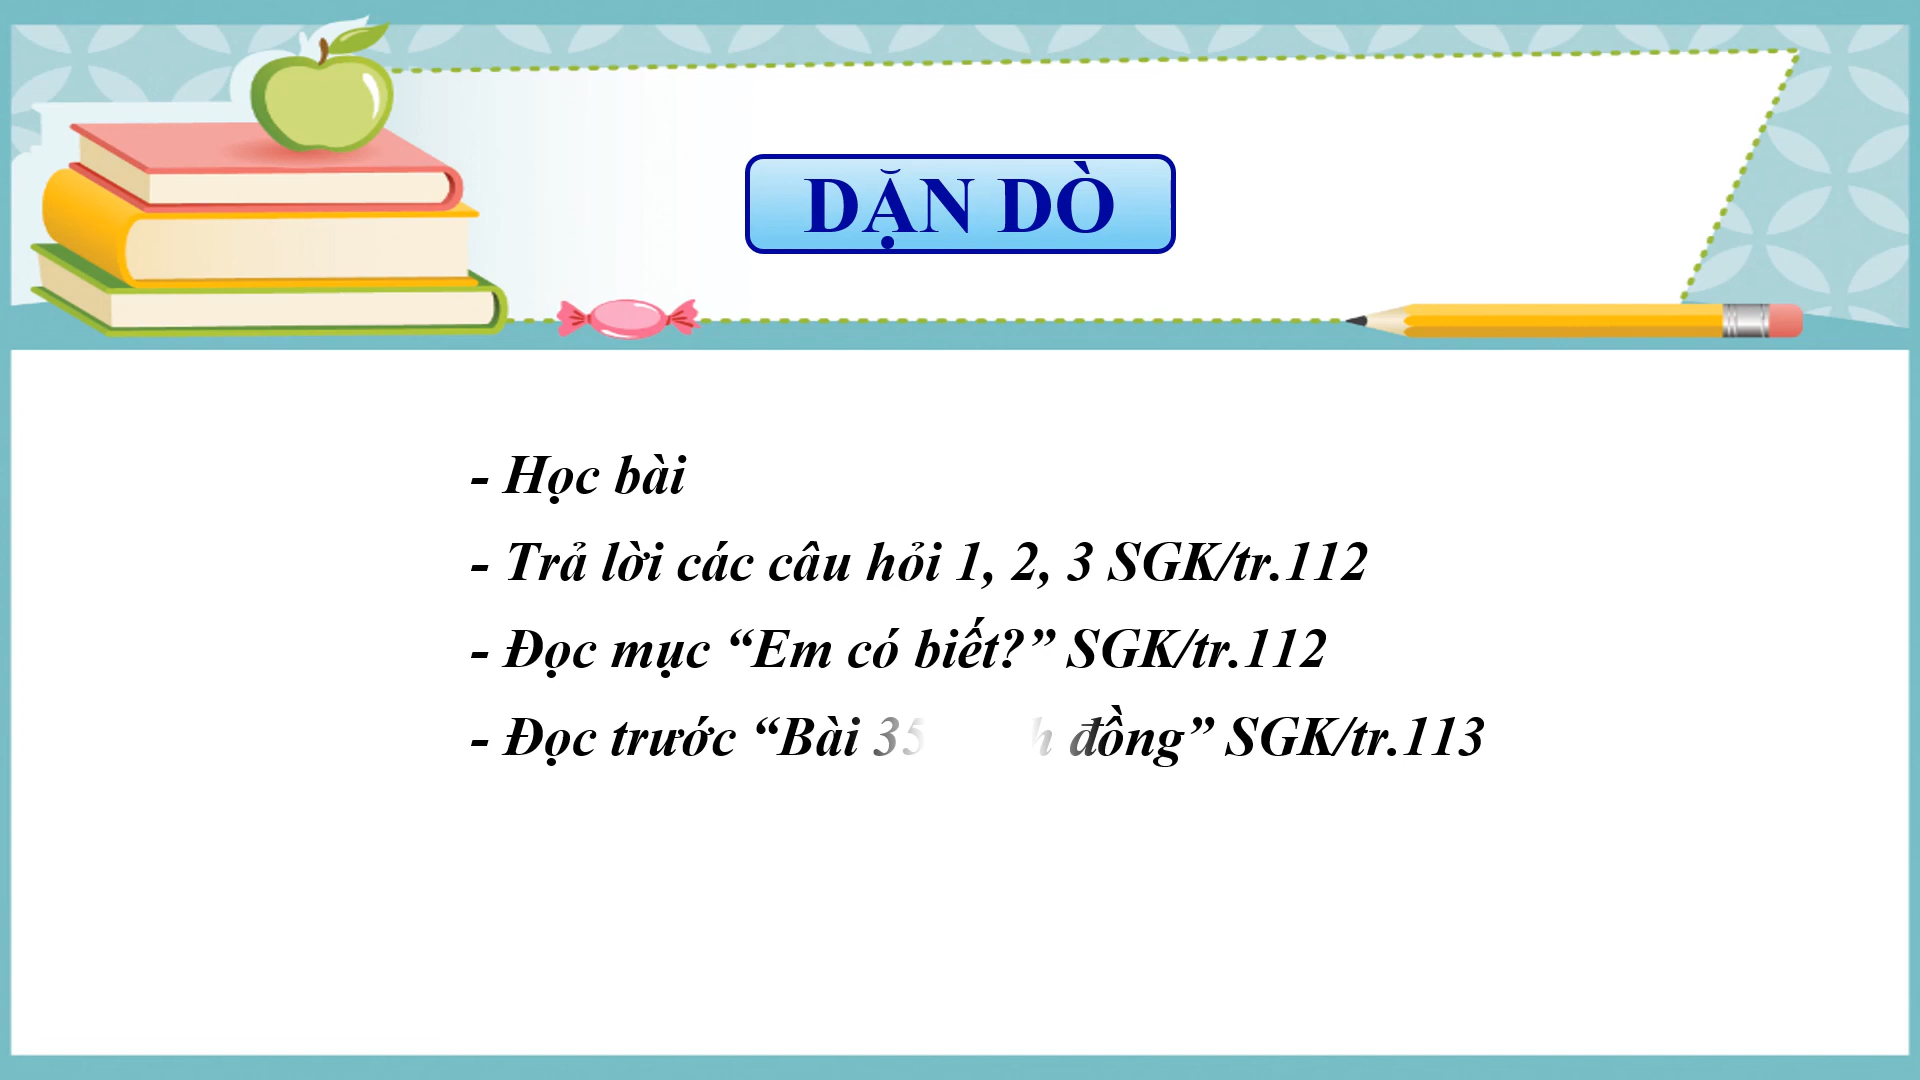 DẶN DÒ
- Học bài
- Trả lời các câu hỏi 1, 2, 3 SGK/tr.112
- Đọc mục “Em có biết?” SGK/tr.112
- Đọc trước “Bài 35 đồng” SGK/tr.113